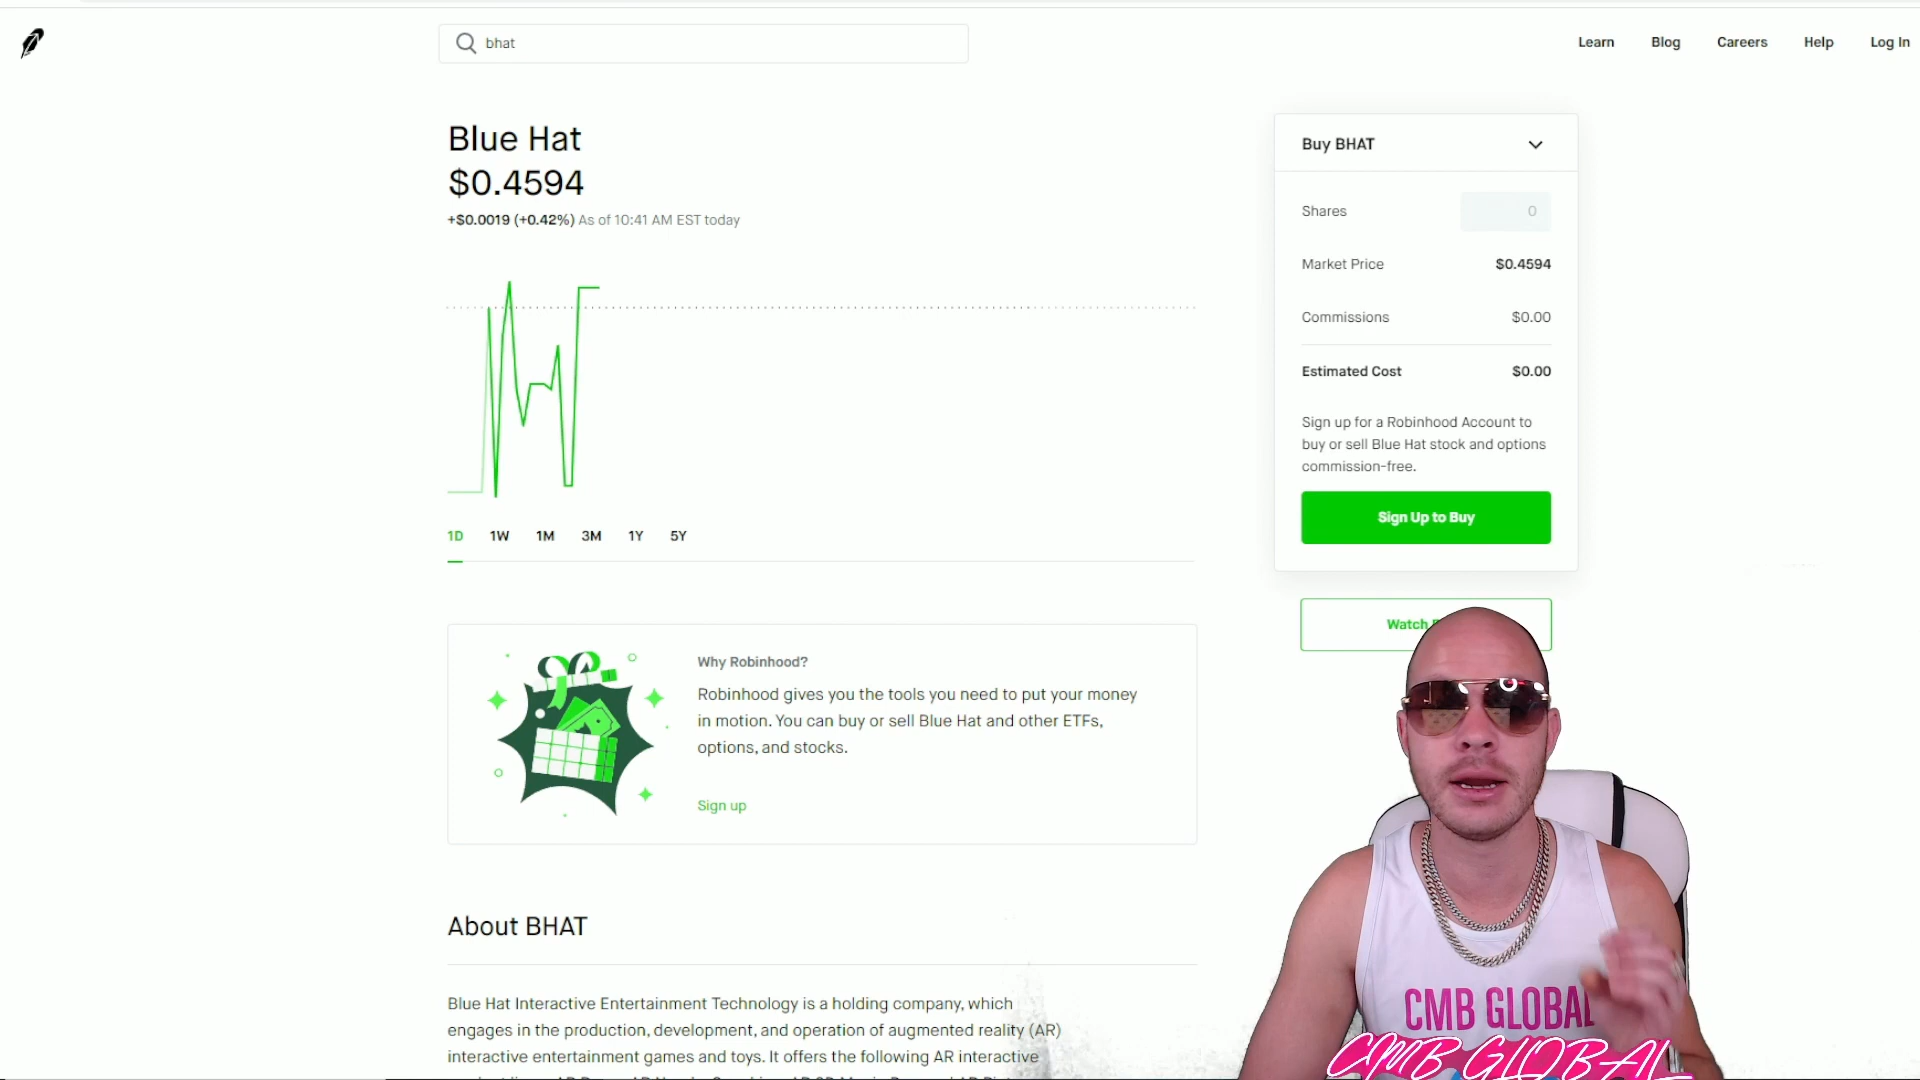 bhat
Learn
Blog
Careers
Help
Log In
Blue Hat
$0.4594
+$0.0019 (+0.42%) As of 10:41 AM EST today
1D
1W
1M
3M
1Y
5Y
Buy BHAT
Shares
0
Market Price
$0.4594
Commissions
$0.00
Estimated Cost
$0.00
Sign up for a Robinhood Account to
buy or sell Blue Hat stock and options
commission-free.
Sign Up to Buy
Watch
Why Robinhood?
Robinhood gives you the tools you need to put your money
in motion. You can buy or sell Blue Hat and other ETFs,
options, and stocks.
Sign up
About BHAT
Blue Hat Interactive Entertainment Technology is a holding company, which
engages in the production, development, and operation of augmented reality (AR)
interactive entertainment games and toys. It offers the following AR interactive
CMB GLOBAL
CMB GLOBAL